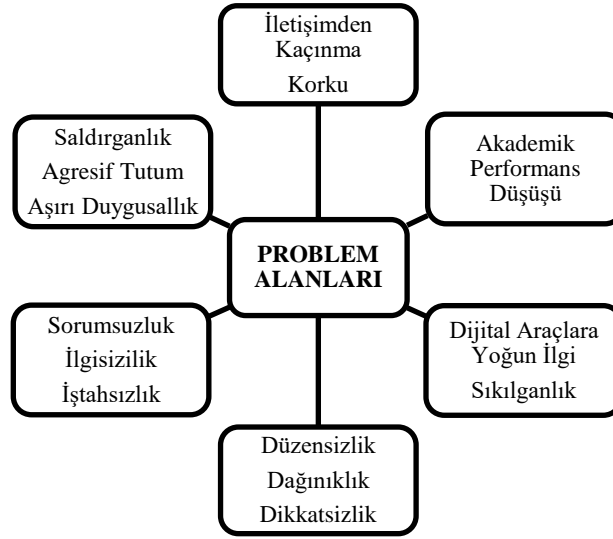 İletişimden
Kaçınma
Korku
Saldırganlık
Agresif Tutum
Aşırı Duygusallık
Akademik
Performans
Düşüşü
PROBLEM
ALANLARI
Sorumsuzluk
İlgisizilik
İştahsızlık
Dijital Araçlara
Yoğun İlgi
Sıkılganlık
Düzensizlik
Dağınıklık
Dikkatsizlik